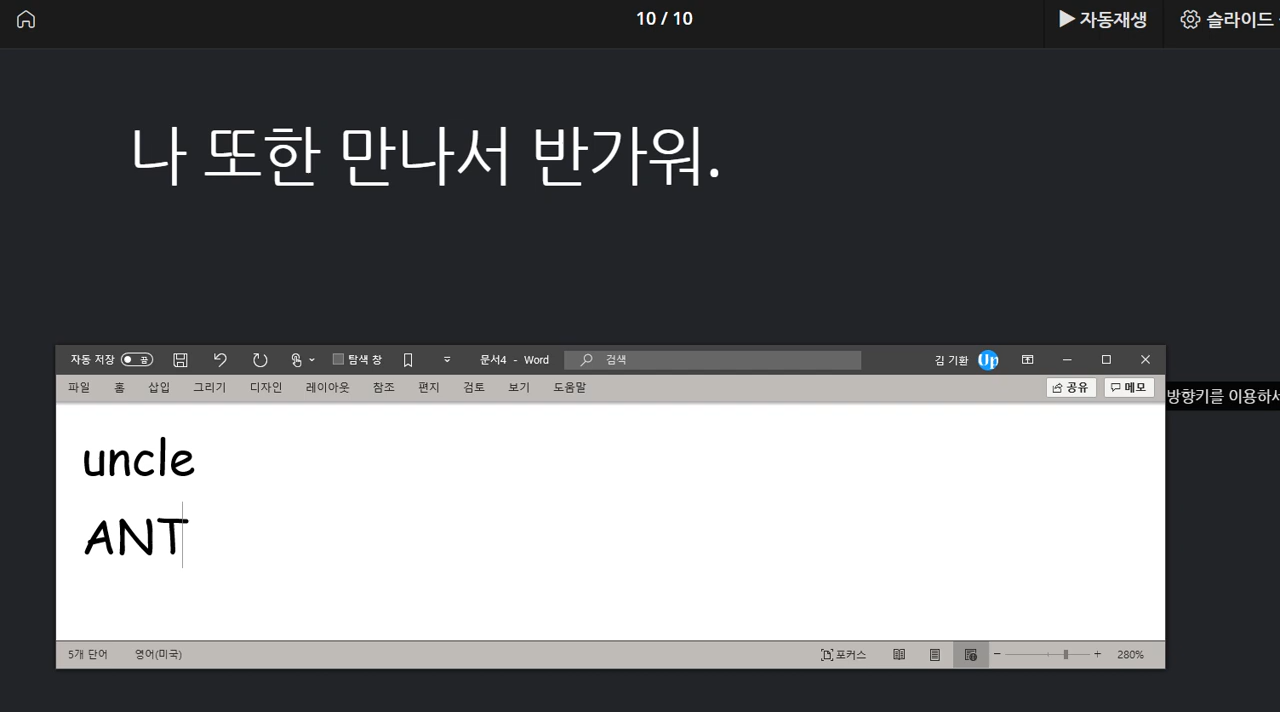 10 / 10
▶ 자동재생
슬라이드
나 또한 만나서 반가워.
자동 저장 끔
탐색 창
문서4 - Word
검색
김 기환
Up
파일 홈 삽입 그리기 디자인 레이아웃 참조 편지 검토 보기 도움말
공유 메모
방향키를 이용하서
uncle
ANT
5개 단어 영어(미국)
포커스
- + 280%